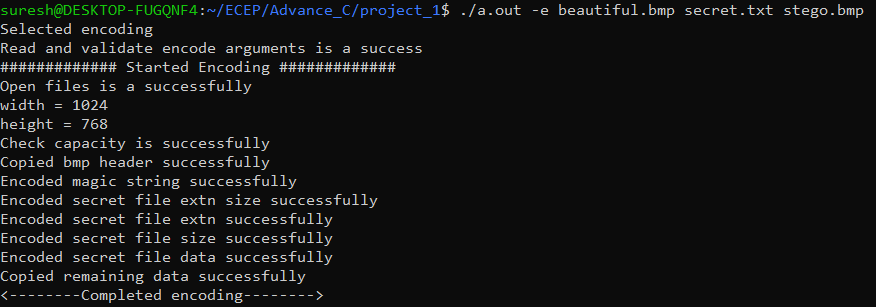 suresh@DESKTOP-FUGQNF4:~/ECEP/Advance_C/project_1$ ./a.out -e beautiful.bmp secret.txt stego.bmp
Selected encoding
Read and validate encode arguments is a success
############# Started Encoding #############
Open files is a successfully
width = 1024
height = 768
Check capacity is successfully
Copied bmp header successfully
Encoded magic string successfully
Encoded secret file extn size successfully
Encoded secret file extn successfully
Encoded secret file size successfully
Encoded secret file data successfully
Copied remaining data successfully
<--------Completed encoding-------->